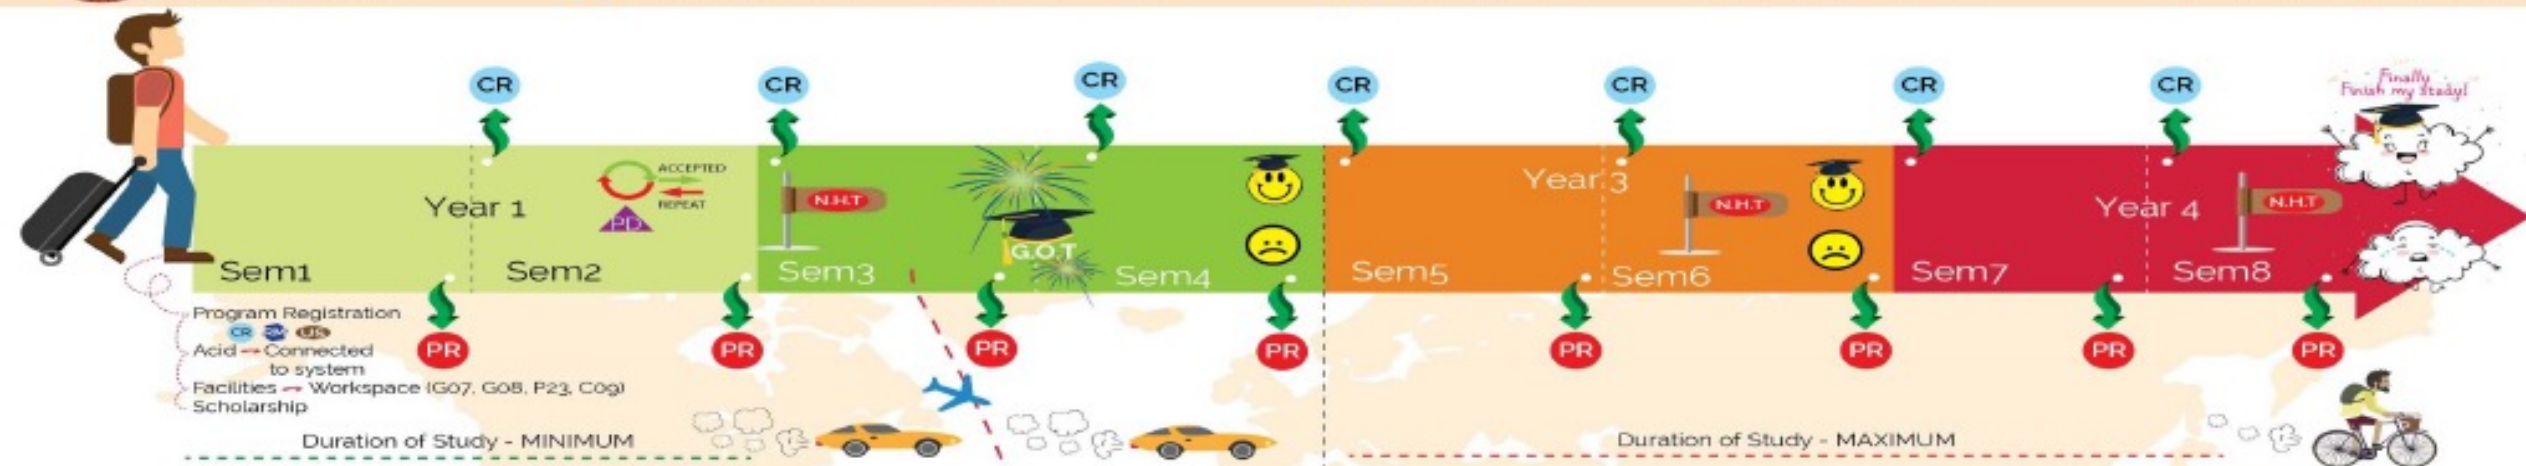 CR
CR
CR
CR
CR
CR
CR
Finally
Finish my study!
ACCEPTED
REPEAT
PD
Year 1
Sem1
Sem2
N.H.T
Sem3
G.O.T
Sem4
Year 3
Sem5
N.H.T
Sem6
Year 4
Sem7
N.H.T
Sem8
Program Registration
CR
Acid → Connected
to system
Facilities → Workspace (G07, G08, P23, C09)
Scholarship
PR
PR
PR
PR
PR
PR
PR
PR
Duration of Study - MINIMUM
Duration of Study - MAXIMUM